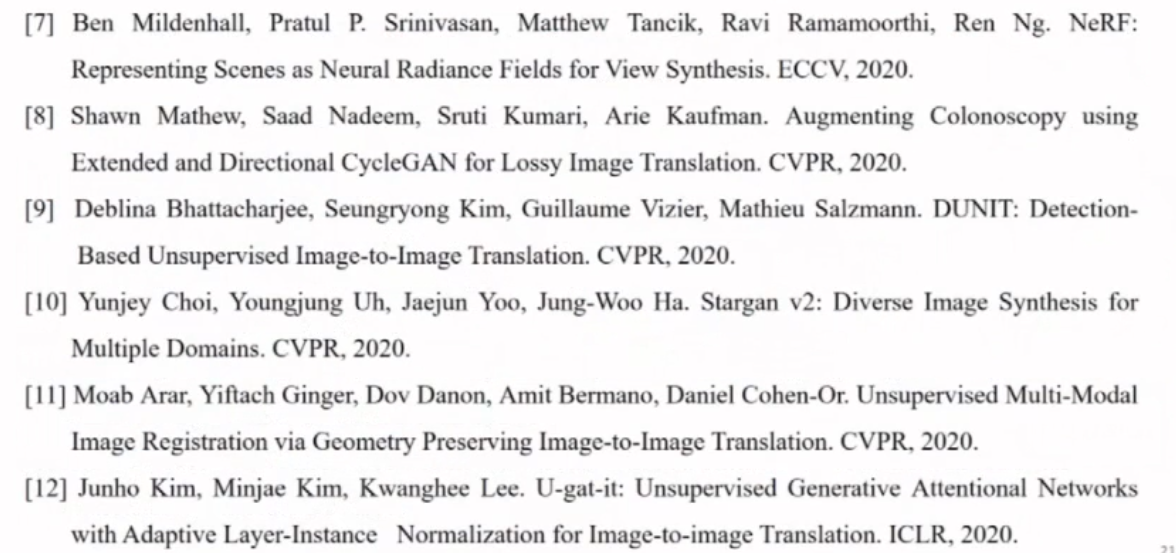 [7] Ben Mildenhall, Pratul P. Srinivasan, Matthew Tancik, Ravi Ramamoorthi, Ren Ng. NeRF:
Representing Scenes as Neural Radiance Fields for View Synthesis. ECCV, 2020.
[8] Shawn Mathew, Saad Nadeem, Sruti Kumari, Arie Kaufman. Augmenting Colonoscopy using
Extended and Directional CycleGAN for Lossy Image Translation. CVPR, 2020.
[9] Deblina Bhattacharjee, Seungryong Kim, Guillaume Vizier, Mathieu Salzmann. DUNIT: Detection-
Based Unsupervised Image-to-Image Translation. CVPR, 2020.
[10] Yunjey Choi, Youngjung Uh, Jaejun Yoo, Jung-Woo Ha. Stargan v2: Diverse Image Synthesis for
Multiple Domains. CVPR, 2020.
[11] Moab Arar, Yiftach Ginger, Dov Danon, Amit Bermano, Daniel Cohen-Or. Unsupervised Multi-Modal
Image Registration via Geometry Preserving Image-to-Image Translation. CVPR, 2020.
[12] Junho Kim, Minjae Kim, Kwanghee Lee. U-gat-it: Unsupervised Generative Attentional Networks
with Adaptive Layer-Instance Normalization for Image-to-image Translation. ICLR, 2020.